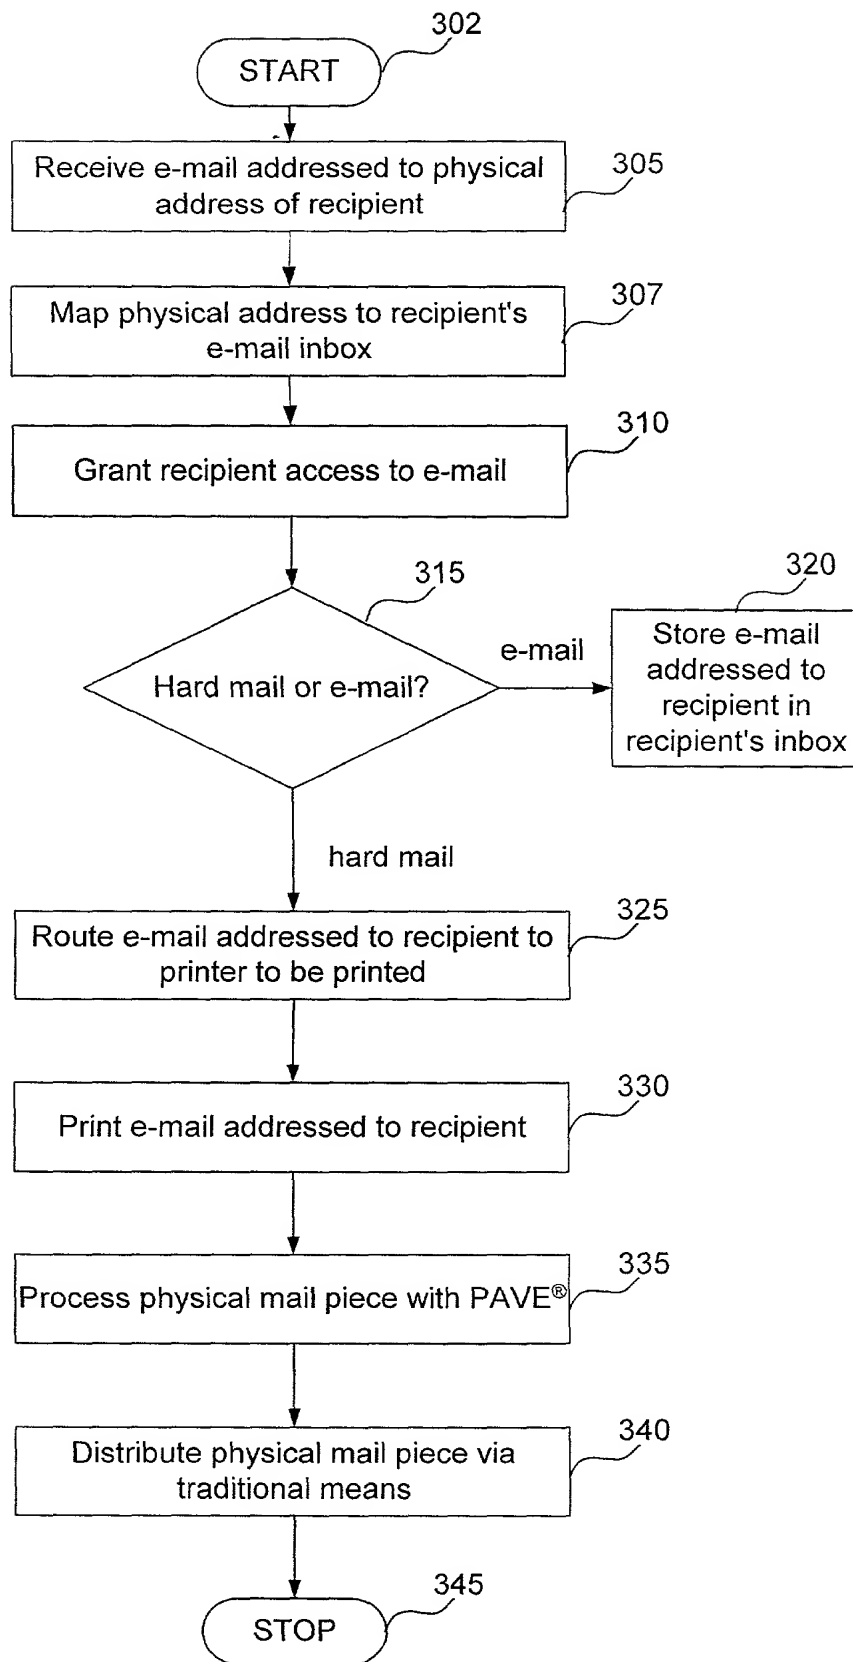 302
START
Receive e-mail addressed to physical
address of recipient
305
Map physical address to recipient's
e-mail inbox
307
310
Grant recipient access to e-mail
315
Hard mail or e-mail?
e-mail
320
Store e-mail
addressed to
recipient in
recipient's inbox
hard mail
325
Route e-mail addressed to recipient to
printer to be printed
330
Print e-mail addressed to recipient
335
Process physical mail piece with PAVE®
340
Distribute physical mail piece via
traditional means
345
STOP